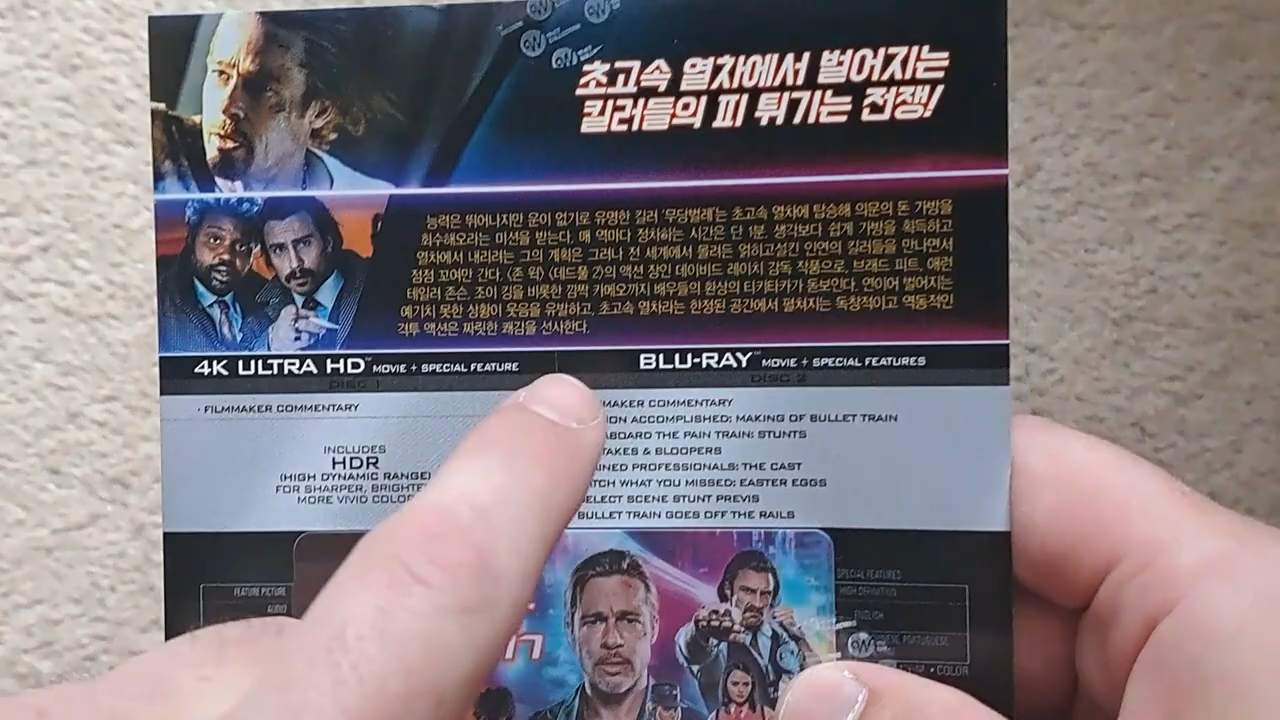 초고속 열차에서 벌어지는
킬러들의 피 튀기는 전쟁!
능력은 뛰어나지만 운이 없기로 유명한 킬러 '무당벌레'는 초고속 열차에 탑승해 의문의 돈 가방을
회수해오라는 미션을 받는다. 매 역마다 정차하는 시간은 단 1분. 생각보다 쉽게 가방을 획득하고
열차에서 내리려는 그의 계획은 그러나 전 세계에서 몰려든 얽히고설킨 인연의 킬러들을 만나면서
점점 꼬여만 간다. <존 윅> <데드풀 2>의 액션 장인 데이비드 레이치 감독 작품으로, 브래드 피트, 애런
테일러 존슨, 조이 킹을 비롯한 깜짝 카메오까지 배우들의 환상의 티키타카가 돋보인다. 연이어 벌어지는
예기치 못한 상황이 웃음을 유발하고, 초고속 열차라는 한정된 공간에서 펼쳐지는 독창적이고 역동적인
격투 액션은 짜릿한 쾌감을 선사한다.
4K ULTRA HD™ MOVIE + SPECIAL FEATURE
DISC 1
· FILMMAKER COMMENTARY
INCLUDES
HDR
(HIGH DYNAMIC RANGE)
FOR SHARPER, BRIGHTE
MORE VIVID COLO
BLU-RAY™ MOVIE + SPECIAL FEATURES
DISC 2
MAKER COMMENTARY
ION ACCOMPLISHED: MAKING OF BULLET TRAIN
BOARD THE PAIN TRAIN: STUNTS
TAKES & BLOOPERS
INED PROFESSIONALS: THE CAST
TCH WHAT YOU MISSED: EASTER EGGS
ELECT SCENE STUNT PREVIS
BULLET TRAIN GOES OFF THE RAILS
FEATURE PICTURE
AUDIO
SPECIAL FEATURES
HIGH DEFINITION
ENGLISH
PORTUGUESE
• COLOR